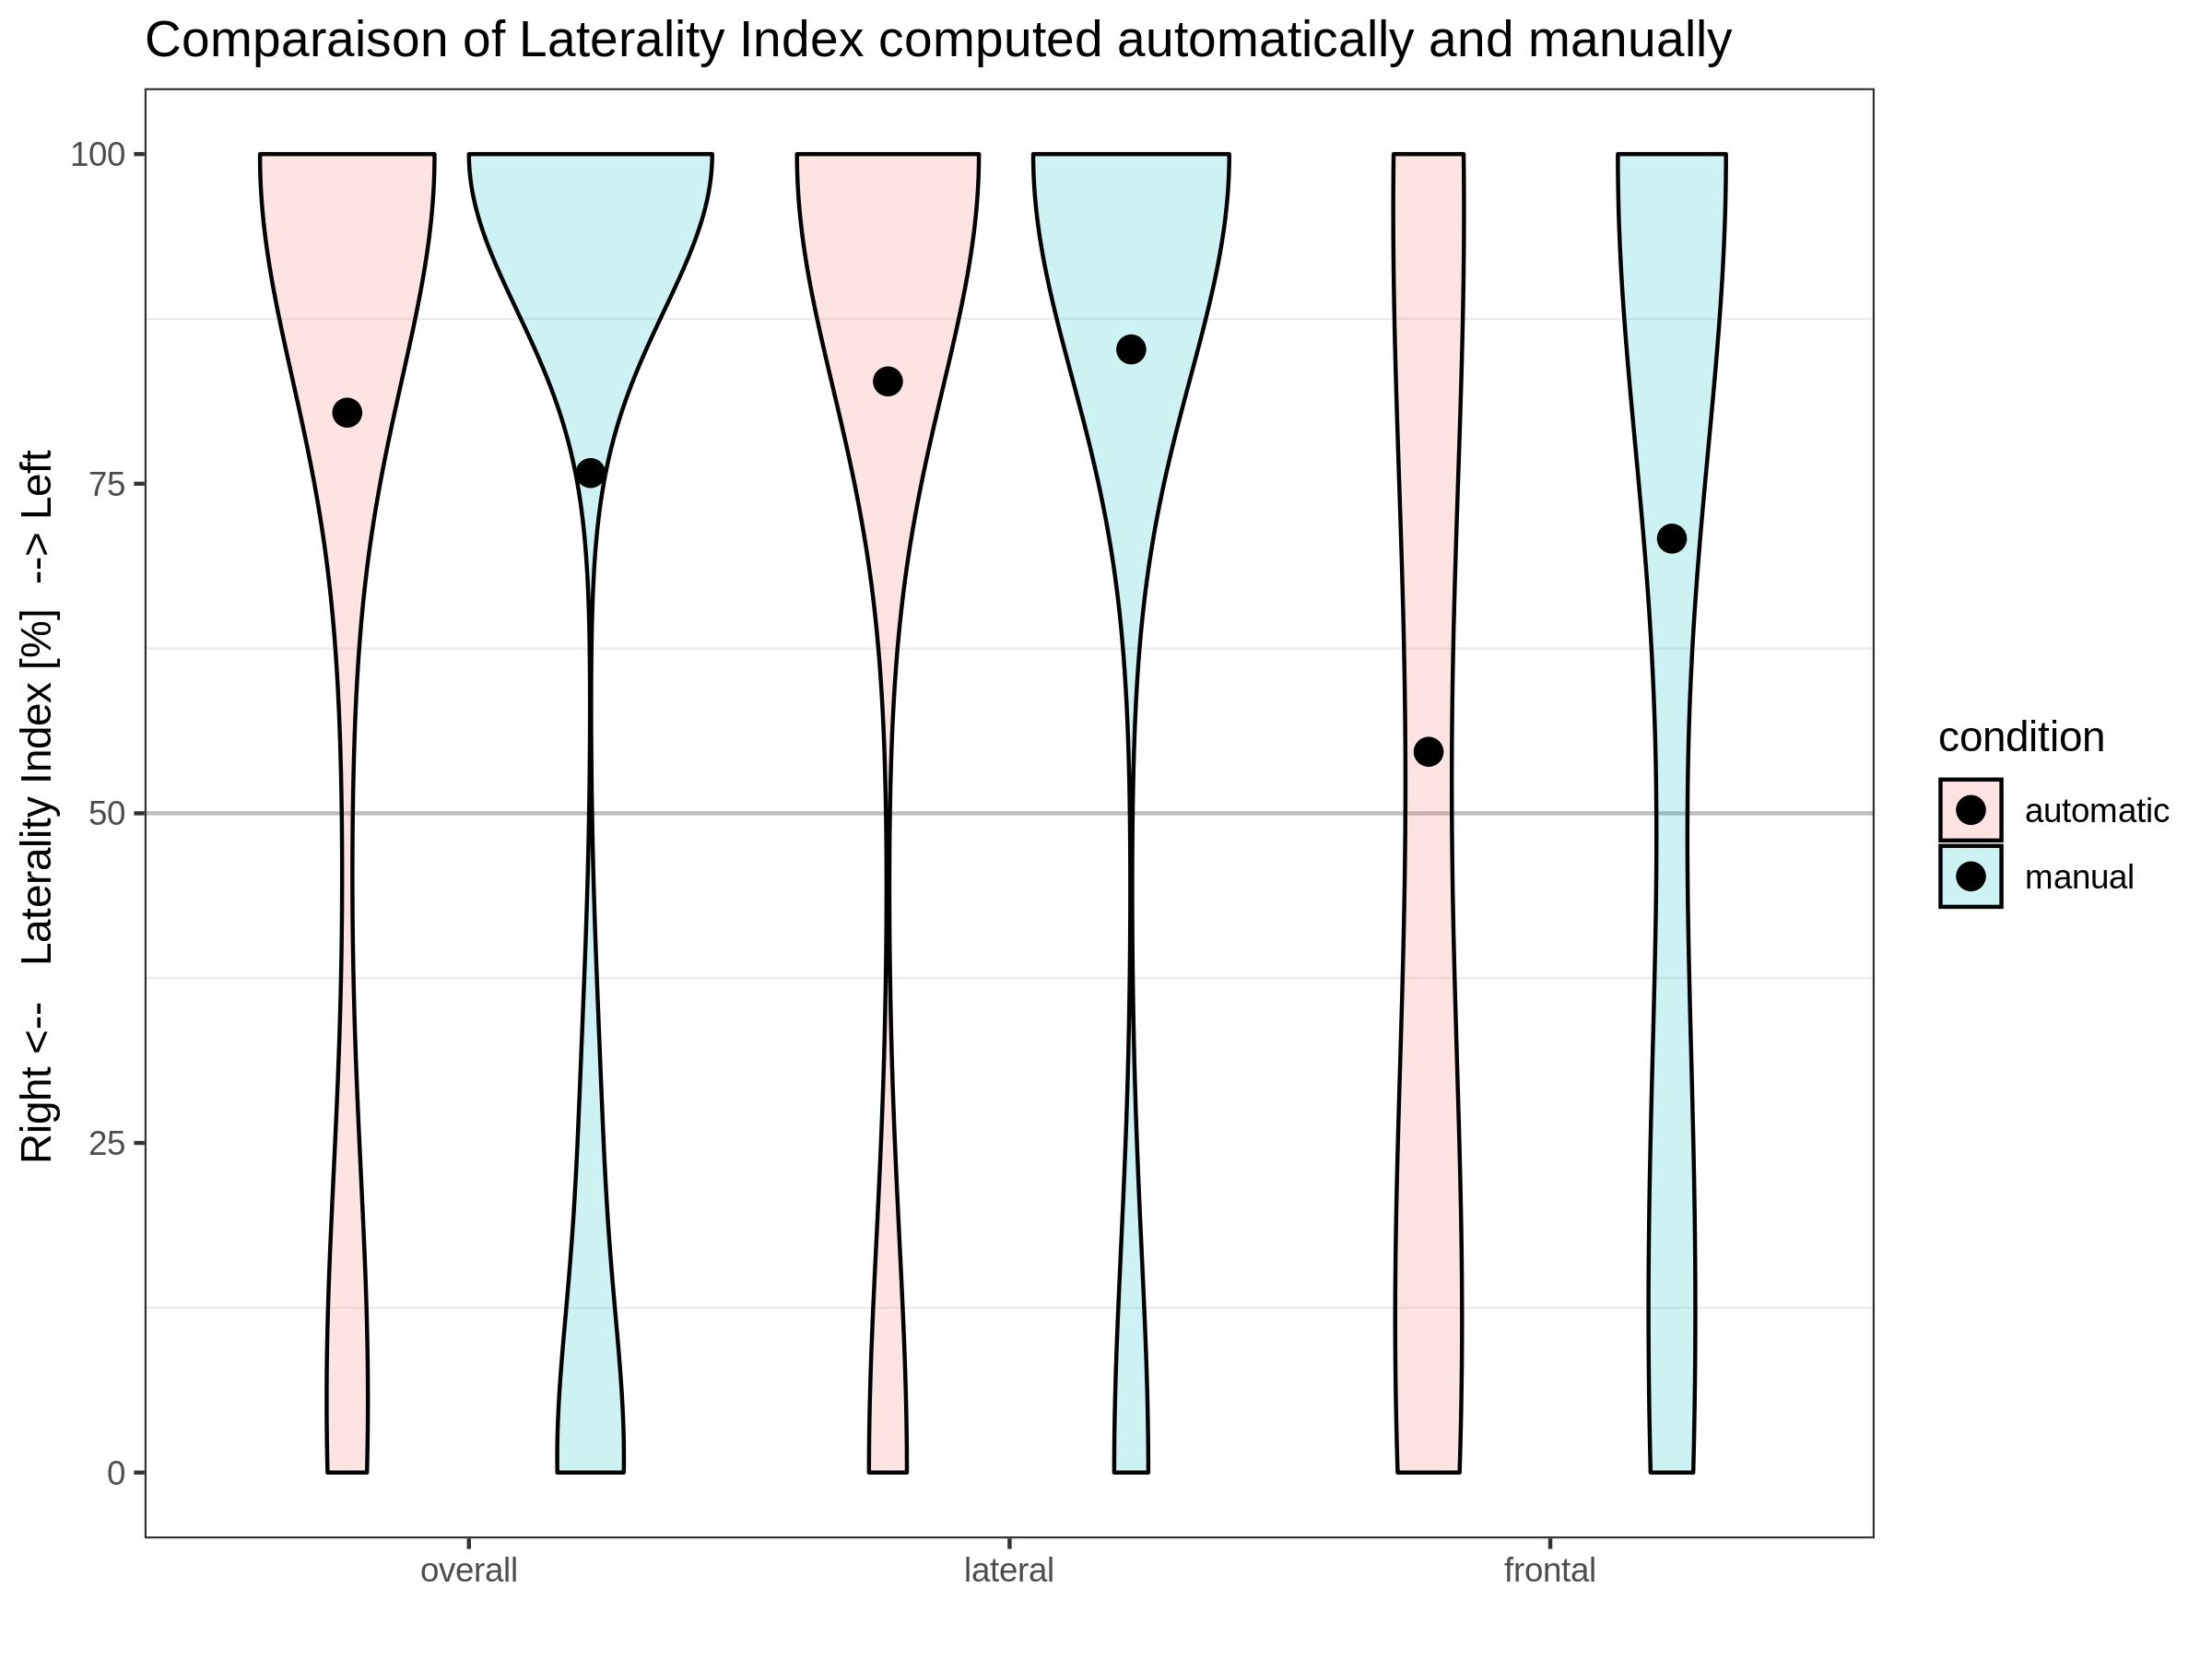 Comparaison of Laterality Index computed automatically and manually
Right <--  Laterality Index [%]  --> Left
100
75
50
25
0
overall
lateral
frontal
condition
automatic
manual